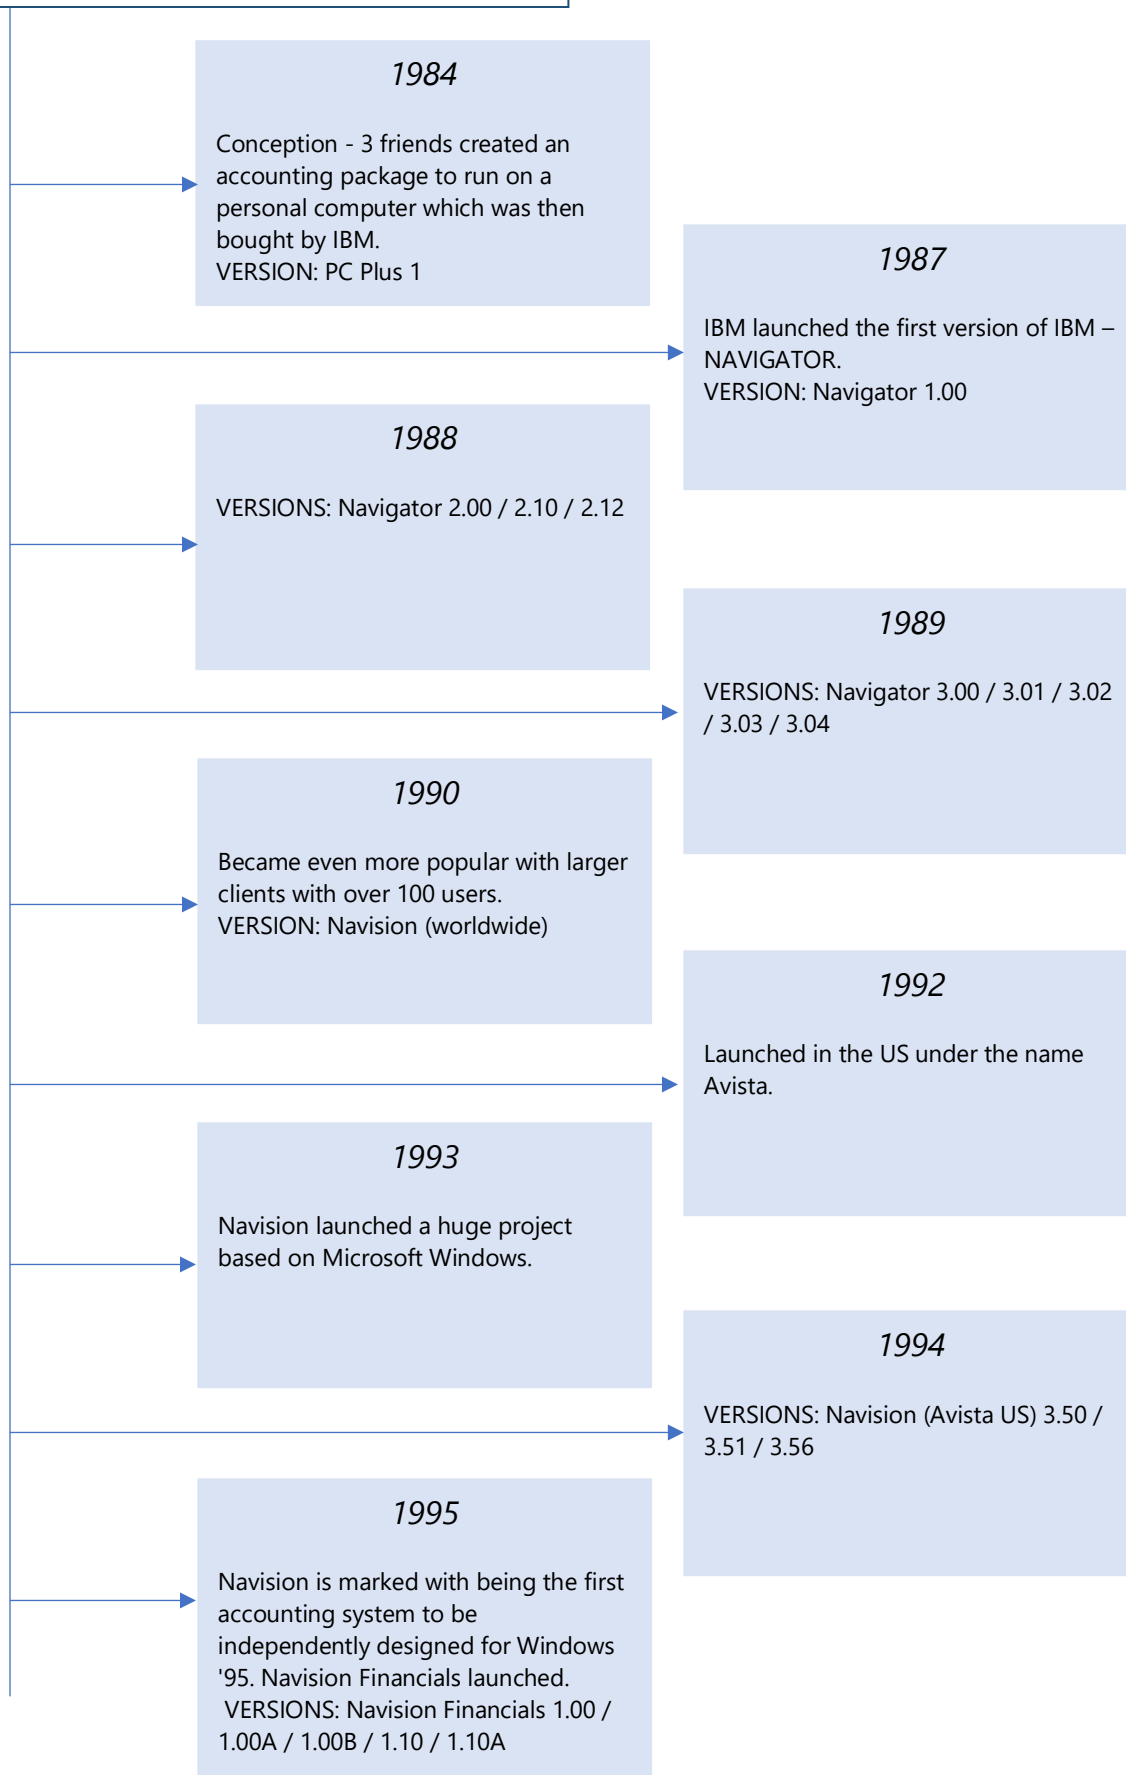 1984
Conception - 3 friends created an
accounting package to run on a
personal computer which was then
bought by IBM.
VERSION: PC Plus 1
1987
IBM launched the first version of IBM –
NAVIGATOR.
VERSION: Navigator 1.00
1988
VERSIONS: Navigator 2.00 / 2.10 / 2.12
1989
VERSIONS: Navigator 3.00 / 3.01 / 3.02
/ 3.03 / 3.04
1990
Became even more popular with larger
clients with over 100 users.
VERSION: Navision (worldwide)
1992
Launched in the US under the name
Avista.
1993
Navision launched a huge project
based on Microsoft Windows.
1994
VERSIONS: Navision (Avista US) 3.50 /
3.51 / 3.56
1995
Navision is marked with being the first
accounting system to be
independently designed for Windows
'95. Navision Financials launched.
VERSIONS: Navision Financials 1.00 /
1.00A / 1.00B / 1.10 / 1.10A